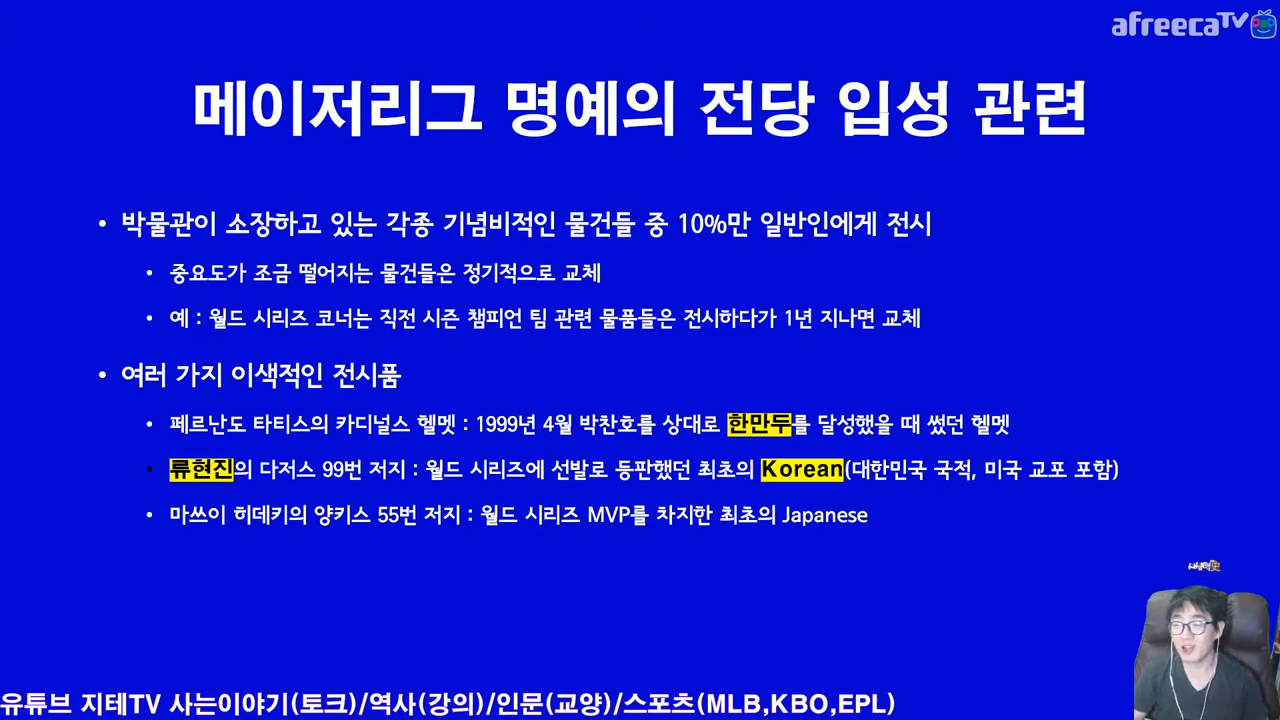 afreecaTV
메이저리그 명예의 전당 입성 관련
• 박물관이 소장하고 있는 각종 기념비적인 물건들 중 10%만 일반인에게 전시
• 중요도가 조금 떨어지는 물건들은 정기적으로 교체
• 예 : 월드 시리즈 코너는 직전 시즌 챔피언 팀 관련 물품들은 전시하다가 1년 지나면 교체
• 여러 가지 이색적인 전시품
• 페르난도 타티스의 카디널스 헬멧 : 1999년 4월 박찬호를 상대로 한만두를 달성했을 때 썼던 헬멧
• 류현진의 다저스 99번 저지 : 월드 시리즈에 선발로 등판했던 최초의 Korean(대한민국 국적, 미국 교포 포함)
• 마쓰이 히데키의 양키스 55번 저지 : 월드 시리즈 MVP를 차지한 최초의 Japanese
유튜브 지테TV 사는이야기(토크)/역사(강의)/인문(교양)/스포츠(MLB,KBO,EPL)